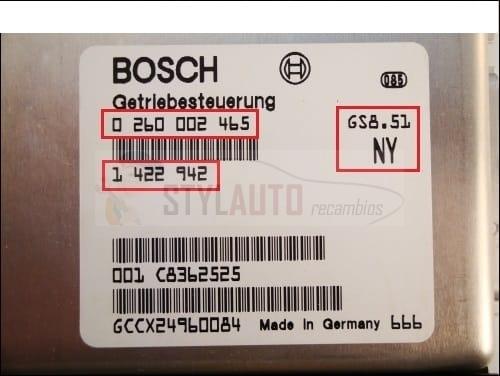 BOSCH
085
Getriebesteuerung
0 260 002 465
GS8.51
NY
1 422 942
STYLAUTO
recambios
001 C8362525
GCCX24960084 Made in Germany 666